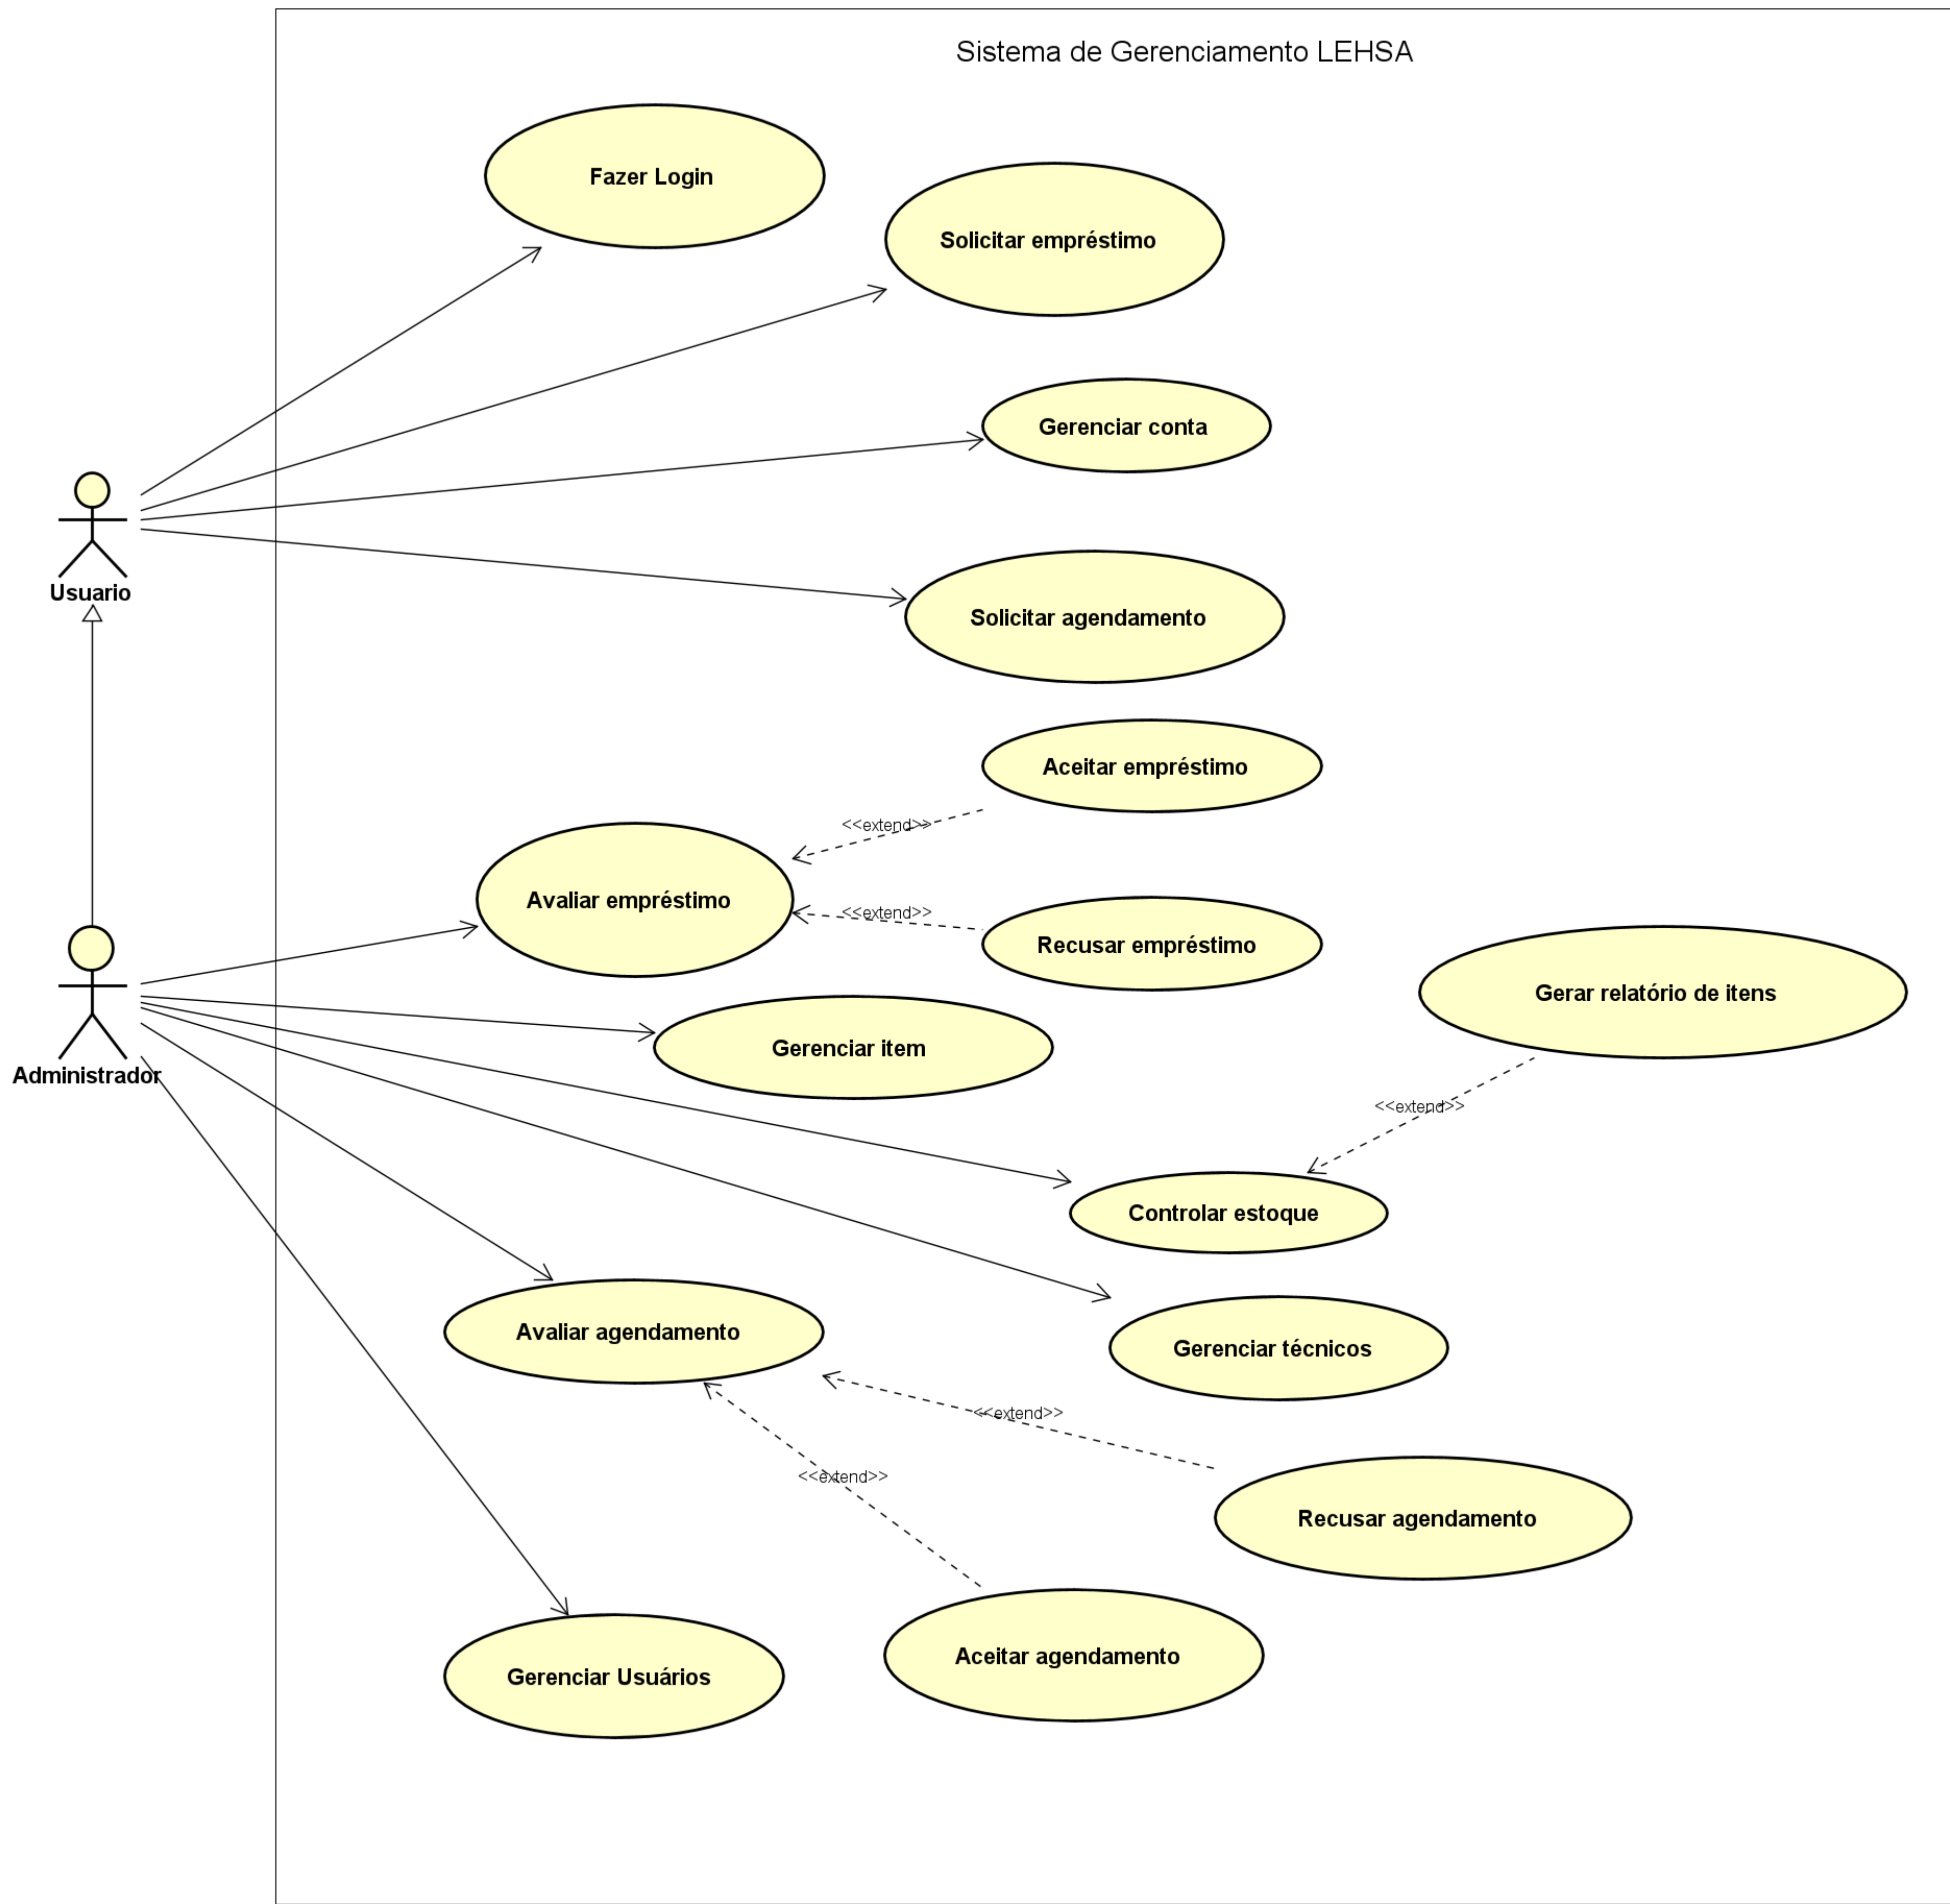 Sistema de Gerenciamento LEHSA
Fazer Login
Solicitar empréstimo
Gerenciar conta
Usuario
Solicitar agendamento
Aceitar empréstimo
<<extend>>
Avaliar empréstimo
<<extend>>
Recusar empréstimo
Gerar relatório de itens
Gerenciar item
Administrador
<<extend>>
Controlar estoque
Avaliar agendamento
Gerenciar técnicos
<<extend>>
<<extend>>
Recusar agendamento
Aceitar agendamento
Gerenciar Usuários